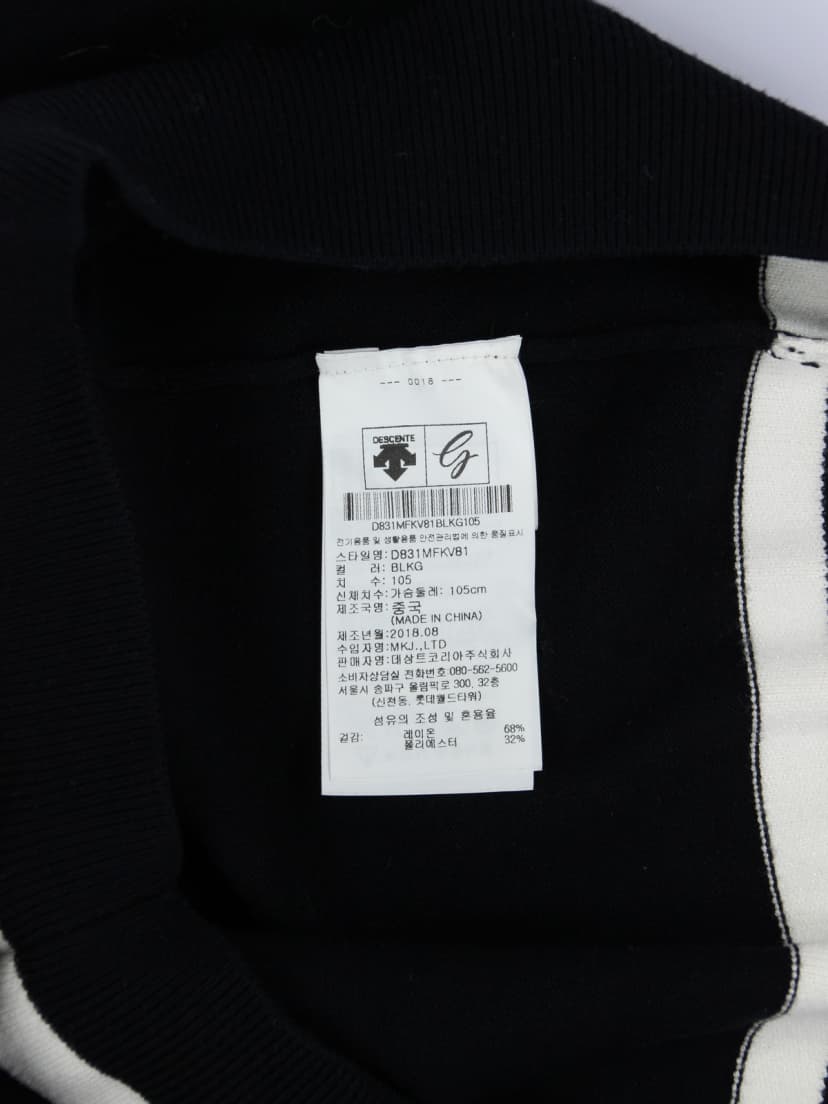 --- 0018 ---
DESCENTE
G
D831MFKV81BLKG105
전기용품 및 생활용품 안전관리법에 의한 품질표시
스타일명: D831MFKV81
컬 러: BLKG
치 수: 105
신체치수: 가슴둘레: 105cm
제조국명: 중국
(MADE IN CHINA)
제조년월: 2018.08
수입자명: MKJ.,LTD
판매자명: 데상트코리아주식회사
소비자상담실 전화번호: 080-562-5600
서울시 송파구 올림픽로 300, 32층
(신천동, 롯데월드타워)
섬유의 조성 및 혼용율
겉감: 레이온 68%
폴리에스터 32%